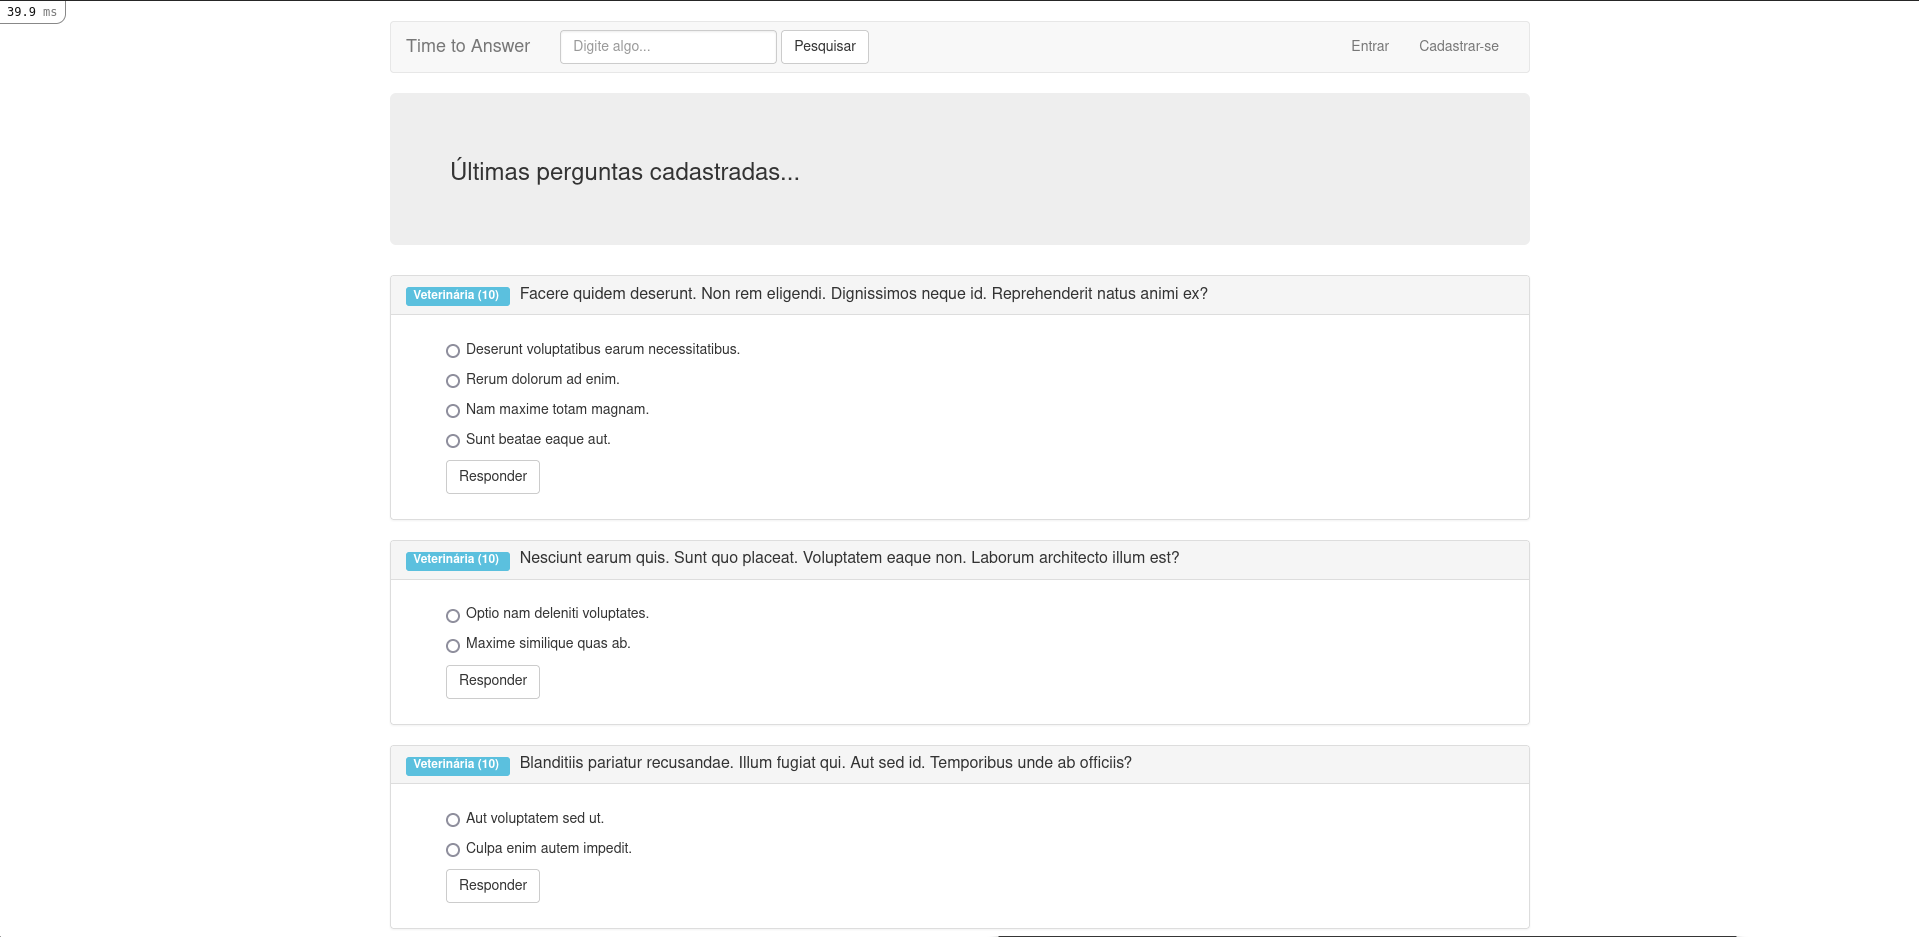 39.9 ms
Time to Answer Digite algo... Pesquisar Entrar Cadastrar-se
Últimas perguntas cadastradas...
Veterinária (10) Facere quidem deserunt. Non rem eligendi. Dignissimos neque id. Reprehenderit natus animi ex?
Deserunt voluptatibus earum necessitatibus.
Rerum dolorum ad enim.
Nam maxime totam magnam.
Sunt beatae eaque aut.
Responder
Veterinária (10) Nesciunt earum quis. Sunt quo placeat. Voluptatem eaque non. Laborum architecto illum est?
Optio nam deleniti voluptates.
Maxime similique quas ab.
Responder
Veterinária (10) Blanditiis pariatur recusandae. Illum fugiat qui. Aut sed id. Temporibus unde ab officiis?
Aut voluptatem sed ut.
Culpa enim autem impedit.
Responder